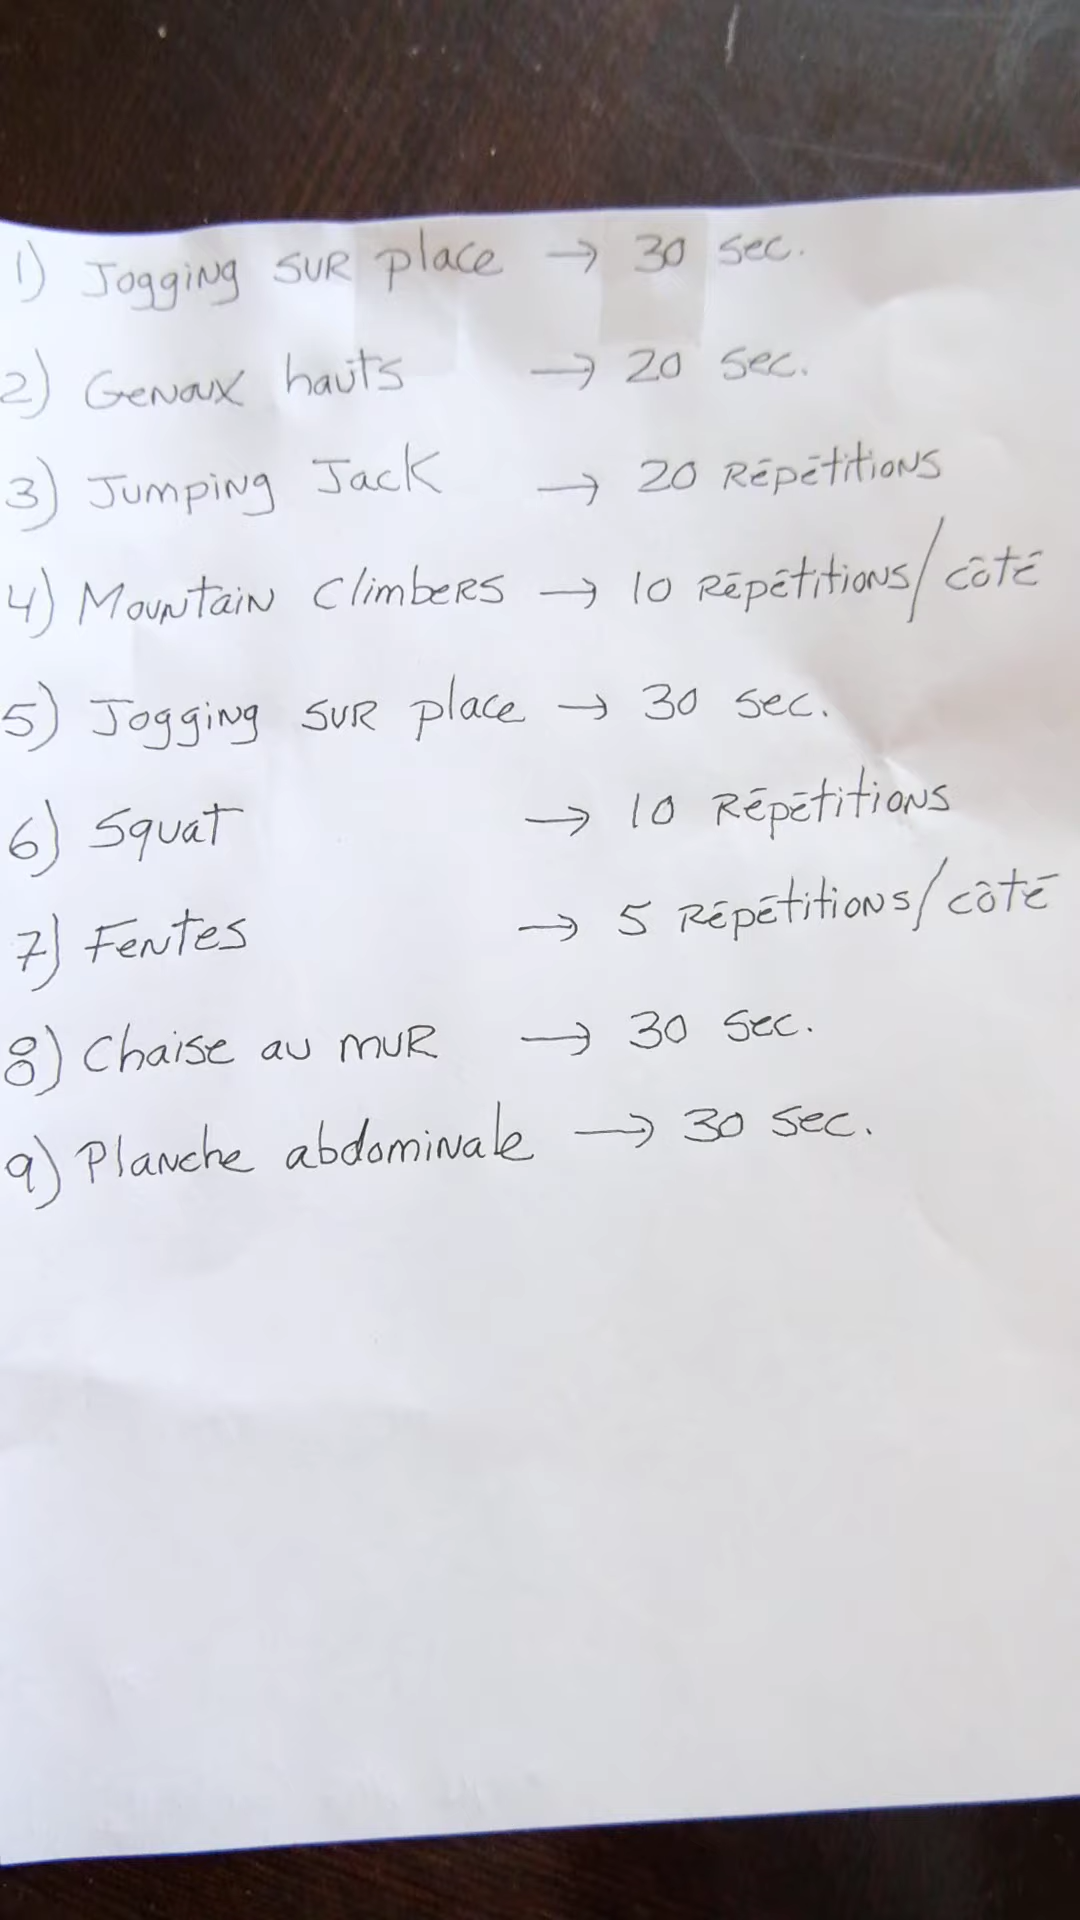 1) Jogging sur place → 30 sec.
2) Genoux hauts → 20 sec.
3) Jumping Jack → 20 Répétitions
4) Mountain Climbers → 10 Répétitions/côté
5) Jogging sur place → 30 sec.
6) Squat → 10 Répétitions
7) Fentes → 5 Répétitions/côté
8) Chaise au mur → 30 sec.
9) Planche abdominale → 30 sec.